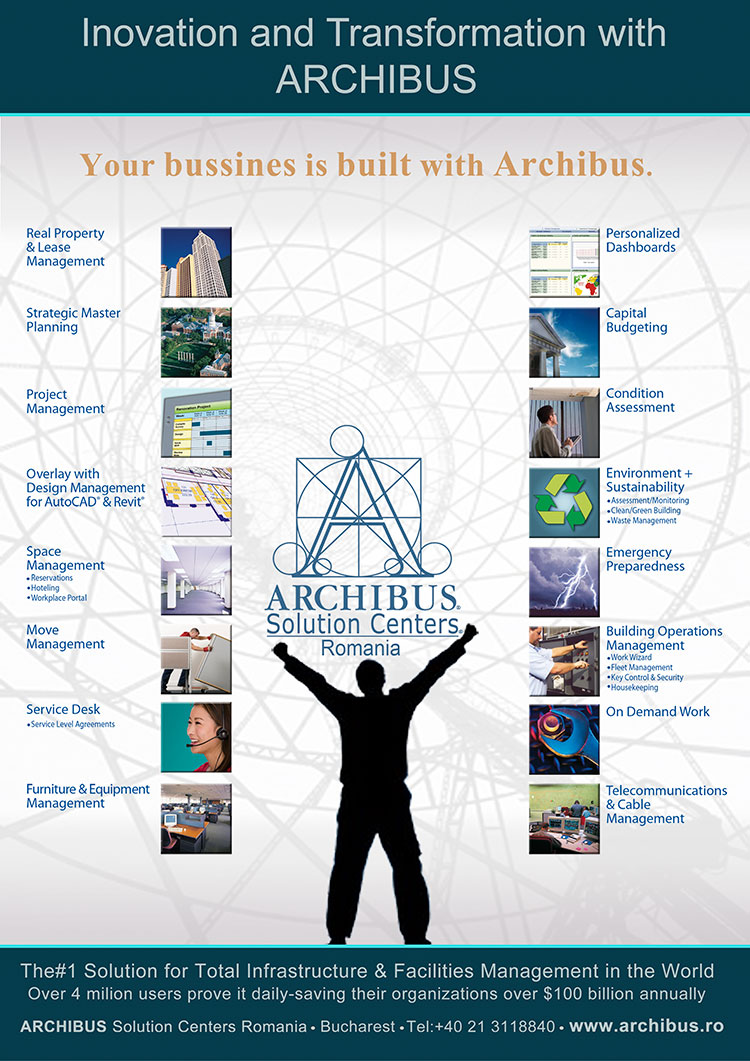 Inovation and Transformation with
ARCHIBUS
Your bussines is built with Archibus.
Real Property
& Lease
Management
Strategic Master
Planning
Project
Management
Overlay with
Design Management
for AutoCAD® & Revit®
Space
Management
• Reservations
• Hoteling
• Workplace Portal
Move
Management
Service Desk
• Service Level Agreements
Furniture & Equipment
Management
Personalized
Dashboards
Capital
Budgeting
Condition
Assessment
Environment +
Sustainability
• Assessment/Monitoring
• Clean/Green Building
• Waste Management
Emergency
Preparedness
Building Operations
Management
• Work Wizard
• Fleet Management
• Key Control & Security
• Housekeeping
On Demand Work
Telecommunications
& Cable
Management
ARCHIBUS®
Solution Centers®
Romania
The#1 Solution for Total Infrastructure & Facilities Management in the World
Over 4 milion users prove it daily-saving their organizations over $100 billion annually
ARCHIBUS Solution Centers Romania • Bucharest • Tel:+40 21 3118840 • www.archibus.ro